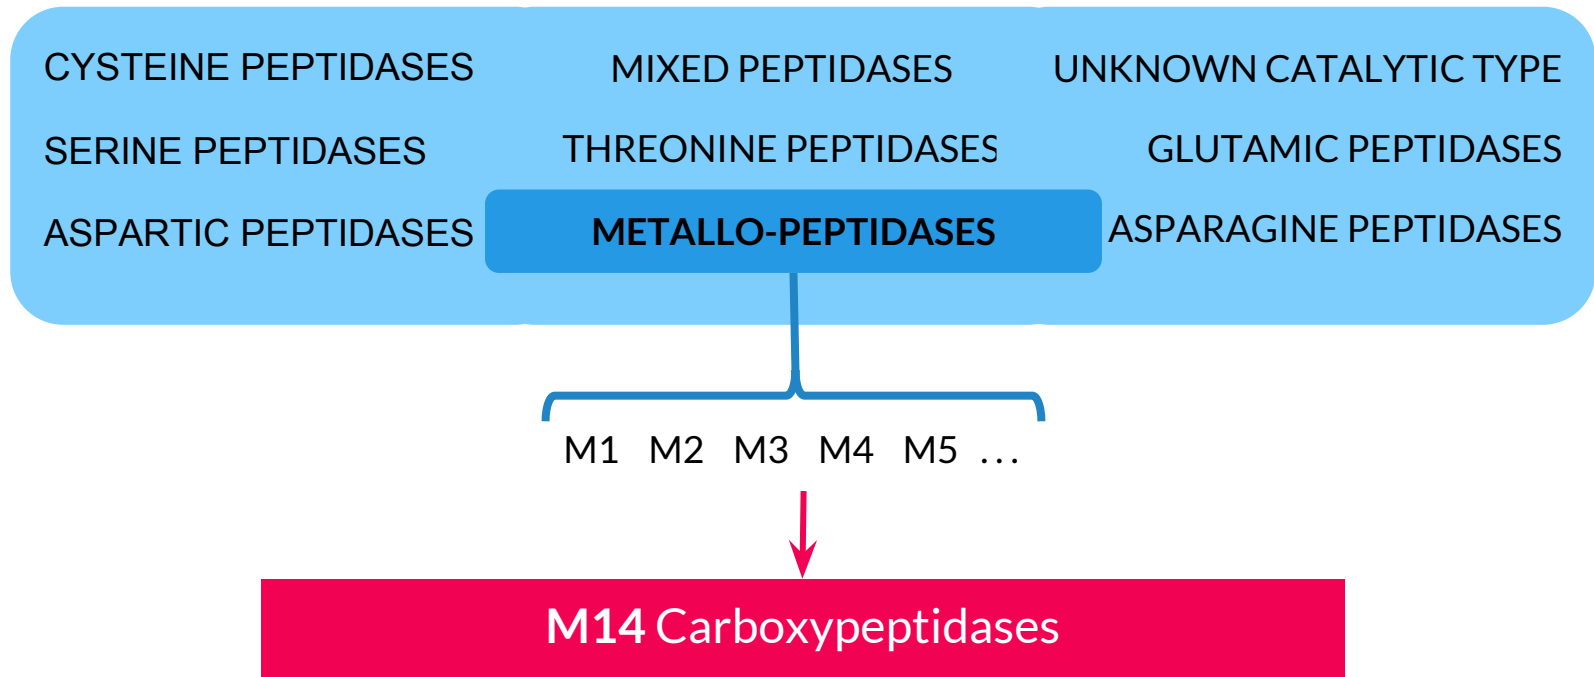 CYSTEINE PEPTIDASES
MIXED PEPTIDASES
UNKNOWN CATALYTIC TYPE
SERINE PEPTIDASES
THREONINE PEPTIDASES
GLUTAMIC PEPTIDASES
ASPARTIC PEPTIDASES
METALLO-PEPTIDASES
ASPARAGINE PEPTIDASES
M1 M2 M3 M4 M5 ...
M14 Carboxypeptidases